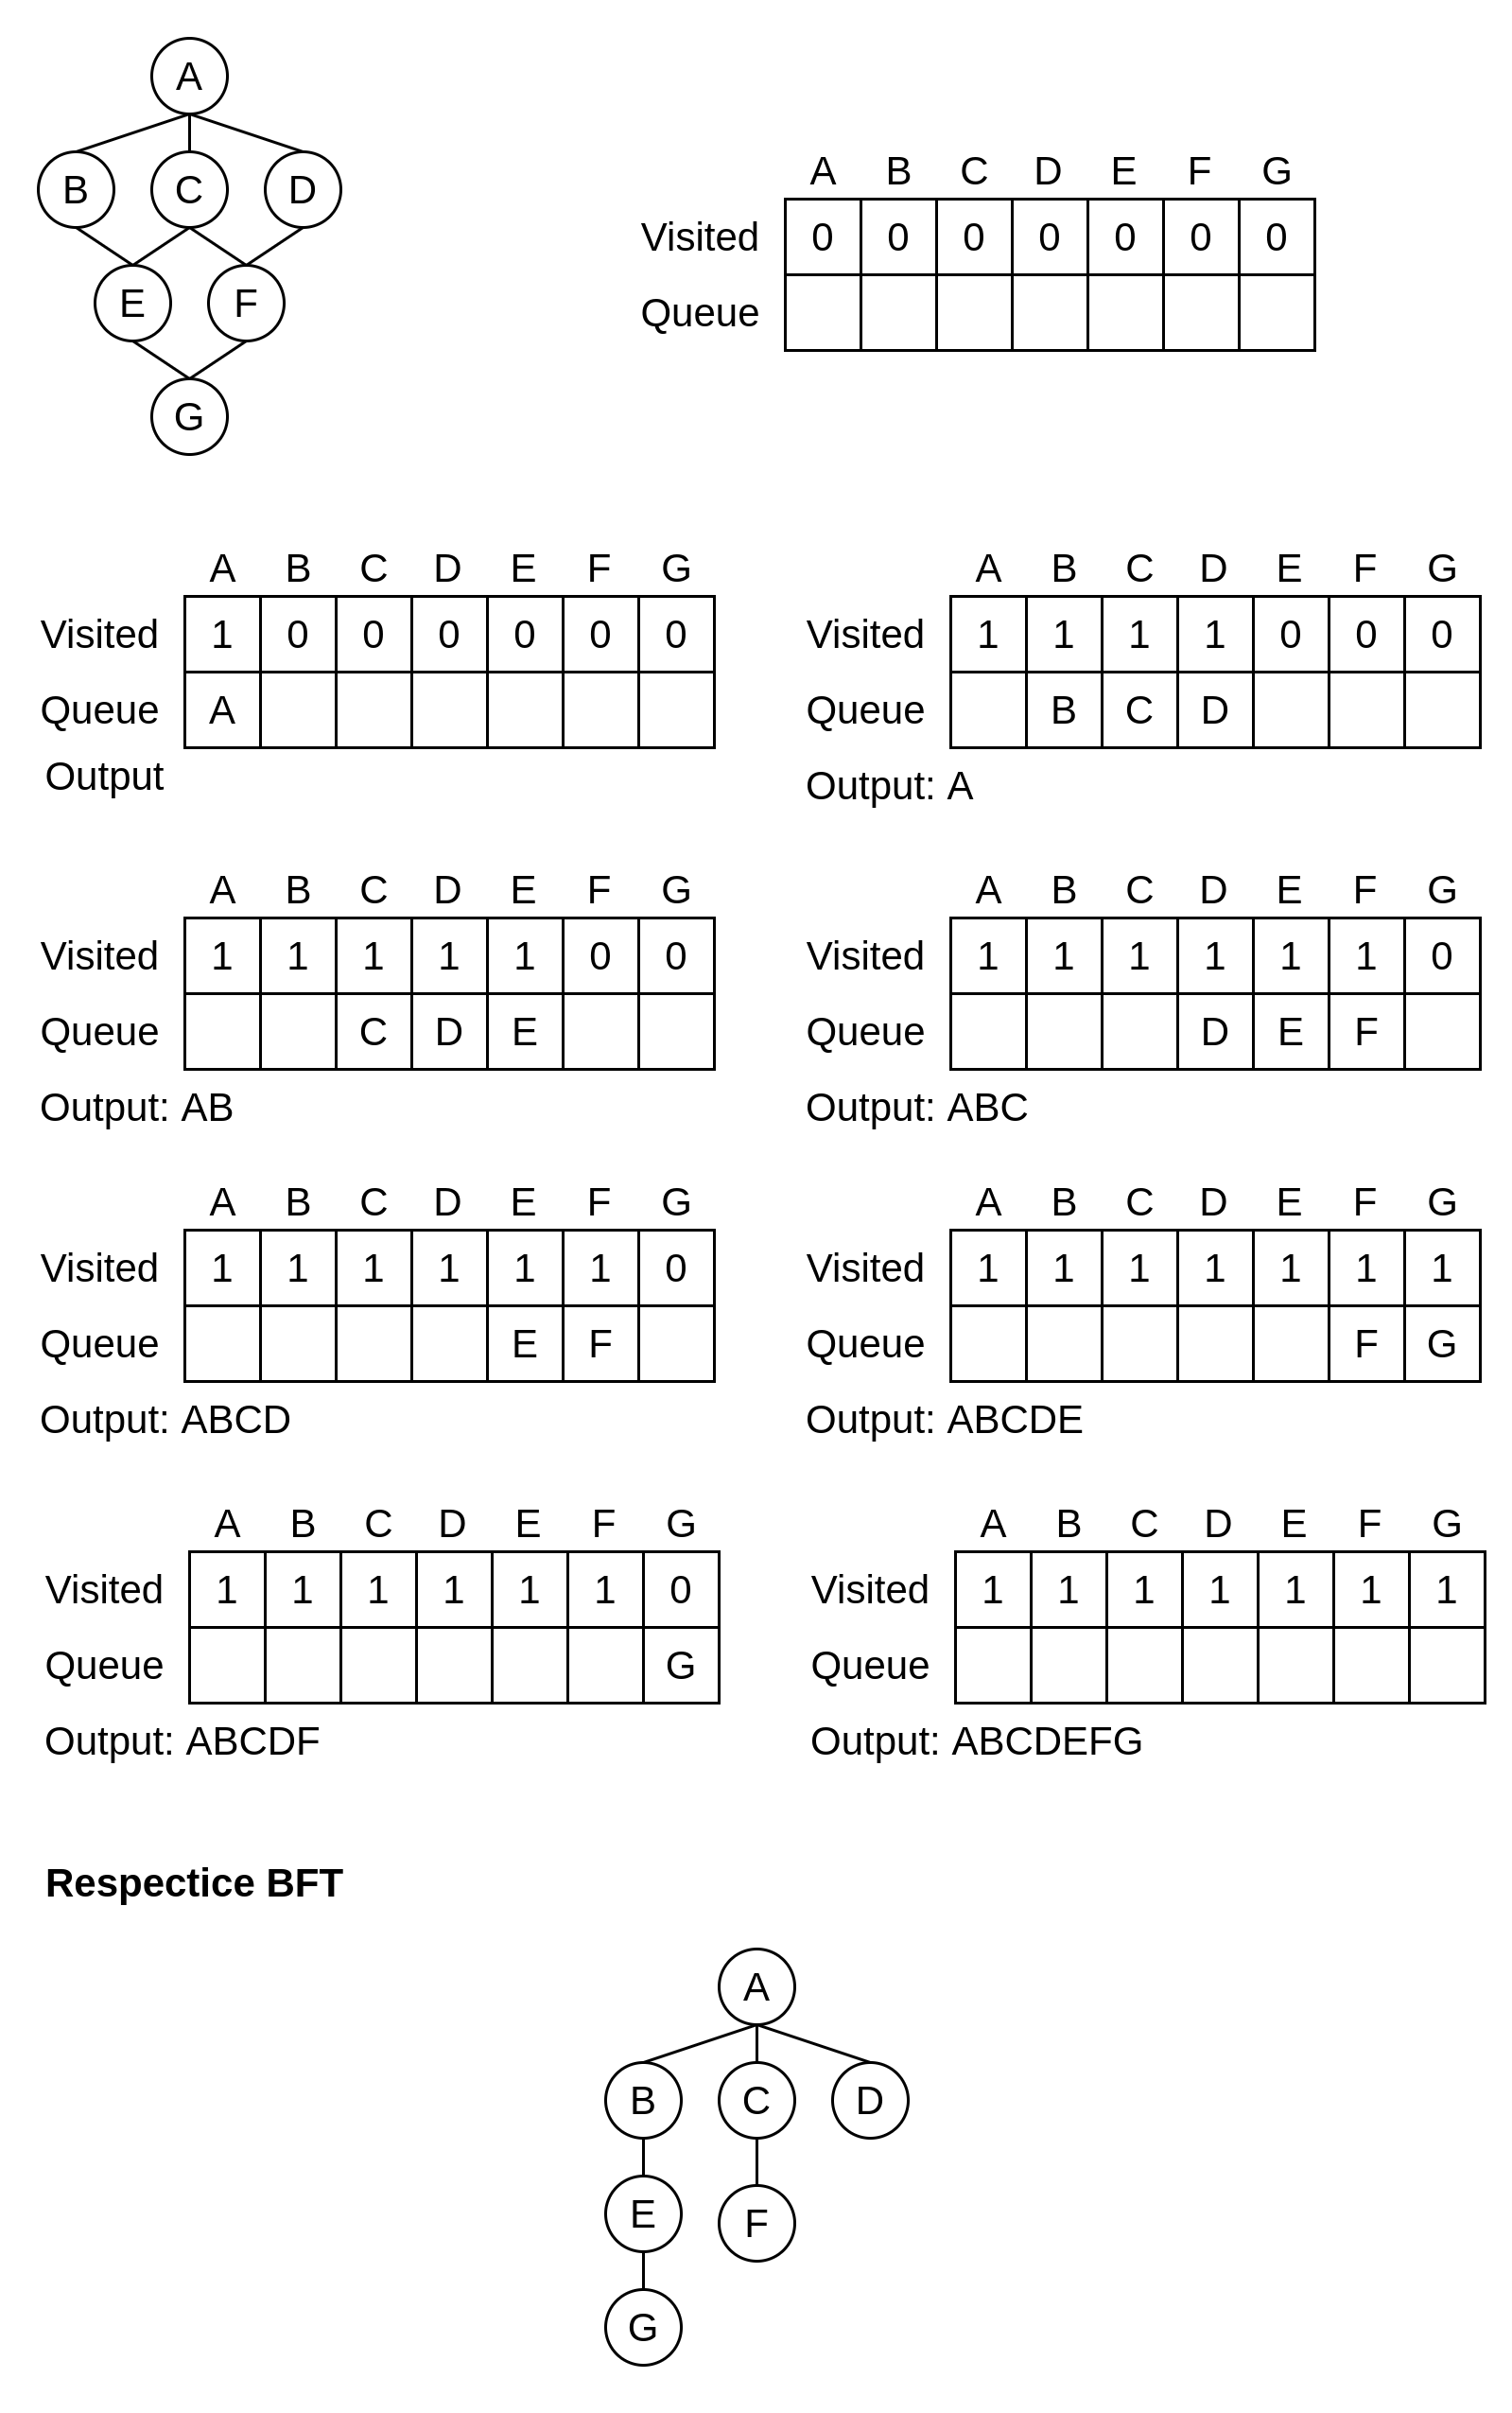 A
B C D
E F
G
A B C D E F G
Visited 0 0 0 0 0 0 0
Queue
A B C D E F G
Visited 1 0 0 0 0 0 0
Queue A
Output
A B C D E F G
Visited 1 1 1 1 0 0 0
Queue B C D
Output: A
A B C D E F G
Visited 1 1 1 1 1 0 0
Queue C D E
Output: AB
A B C D E F G
Visited 1 1 1 1 1 1 0
Queue D E F
Output: ABC
A B C D E F G
Visited 1 1 1 1 1 1 0
Queue E F
Output: ABCD
A B C D E F G
Visited 1 1 1 1 1 1 1
Queue F G
Output: ABCDE
A B C D E F G
Visited 1 1 1 1 1 1 0
Queue G
Output: ABCDF
A B C D E F G
Visited 1 1 1 1 1 1 1
Queue
Output: ABCDEFG
Respectice BFT
A
B C D
E F
G